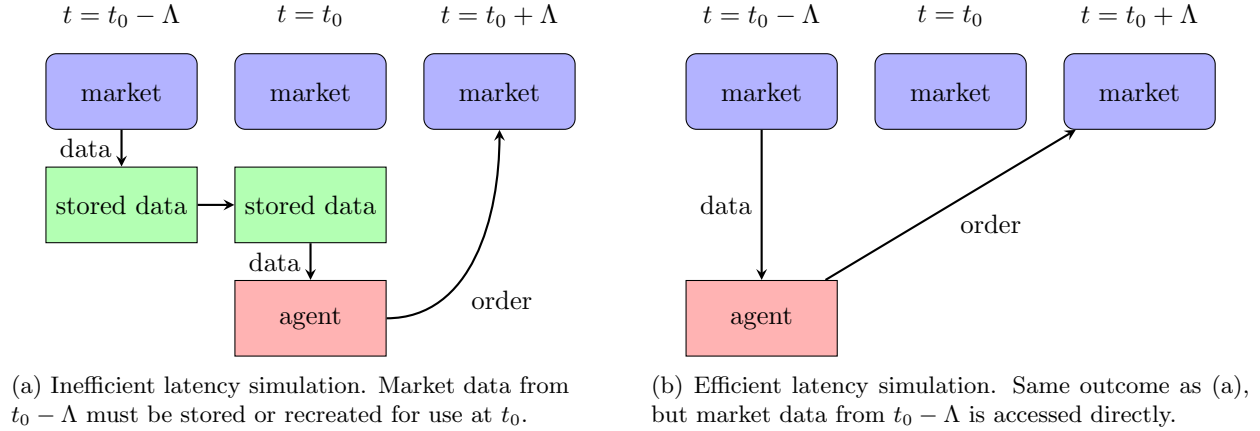 t = t₀ − Λ
t = t₀
t = t₀ + Λ
market
market
market
data
stored data
stored data
data
agent
order
(a) Inefficient latency simulation. Market data from
t₀ − Λ must be stored or recreated for use at t₀.
t = t₀ − Λ
t = t₀
t = t₀ + Λ
market
market
market
data
order
agent
(b) Efficient latency simulation. Same outcome as (a),
but market data from t₀ − Λ is accessed directly.